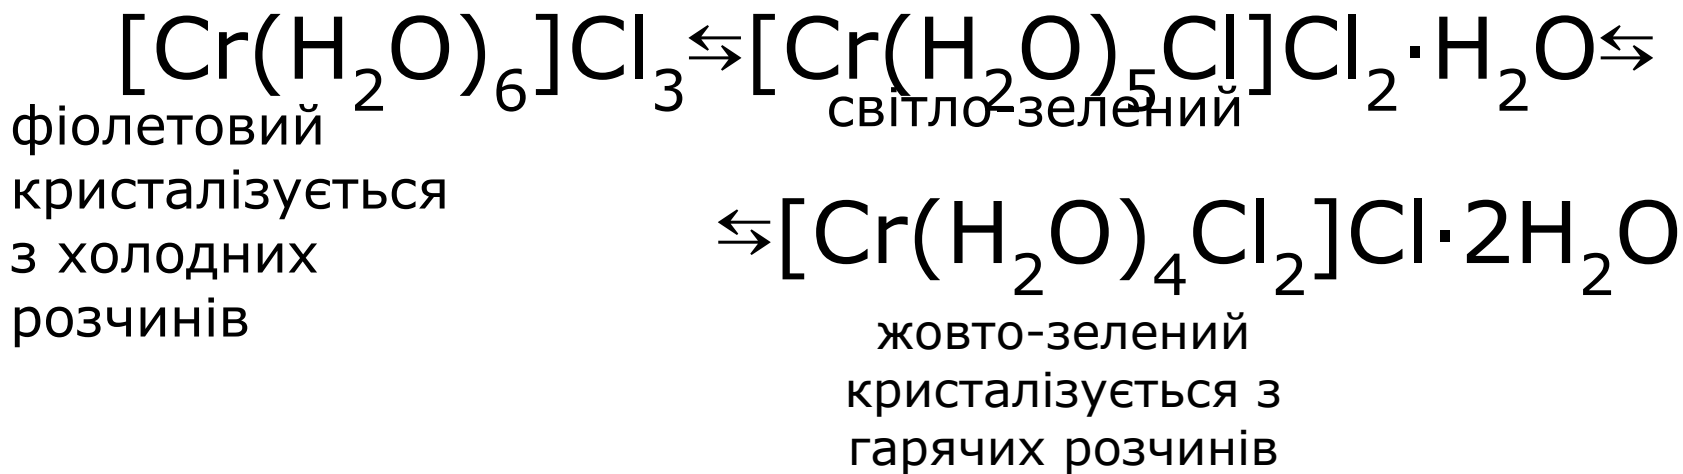 [Cr(H₂O)₆]Cl₃⇆[Cr(H₂O)₅Cl]Cl₂·H₂O⇆
фіолетовий
кристалізується
з холодних
розчинів
світло-зелений
⇆[Cr(H₂O)₄Cl₂]Cl·2H₂O
жовто-зелений
кристалізується з
гарячих розчинів